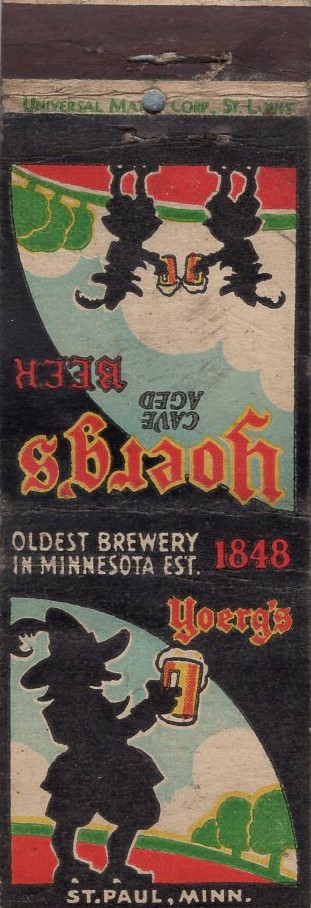 UNIVERSAL MATCH CORP., ST. LOUIS
Yoerg's
CAVE
AGED
BEER
OLDEST BREWERY
IN MINNESOTA EST. 1848
Yoerg's
ST. PAUL, MINN.